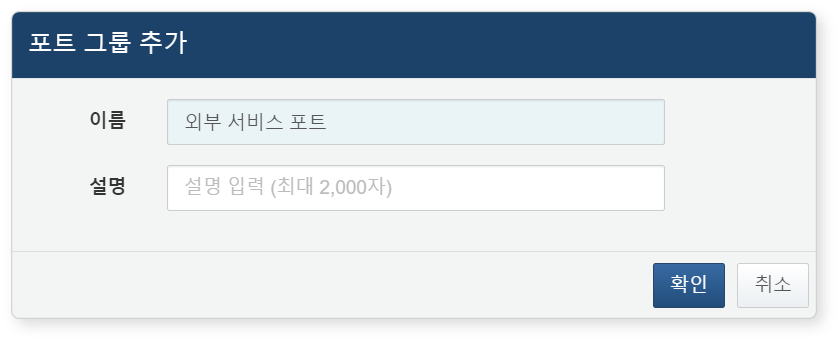 포트 그룹 추가
이름 외부 서비스 포트
설명 설명 입력 (최대 2,000자)
확인 취소